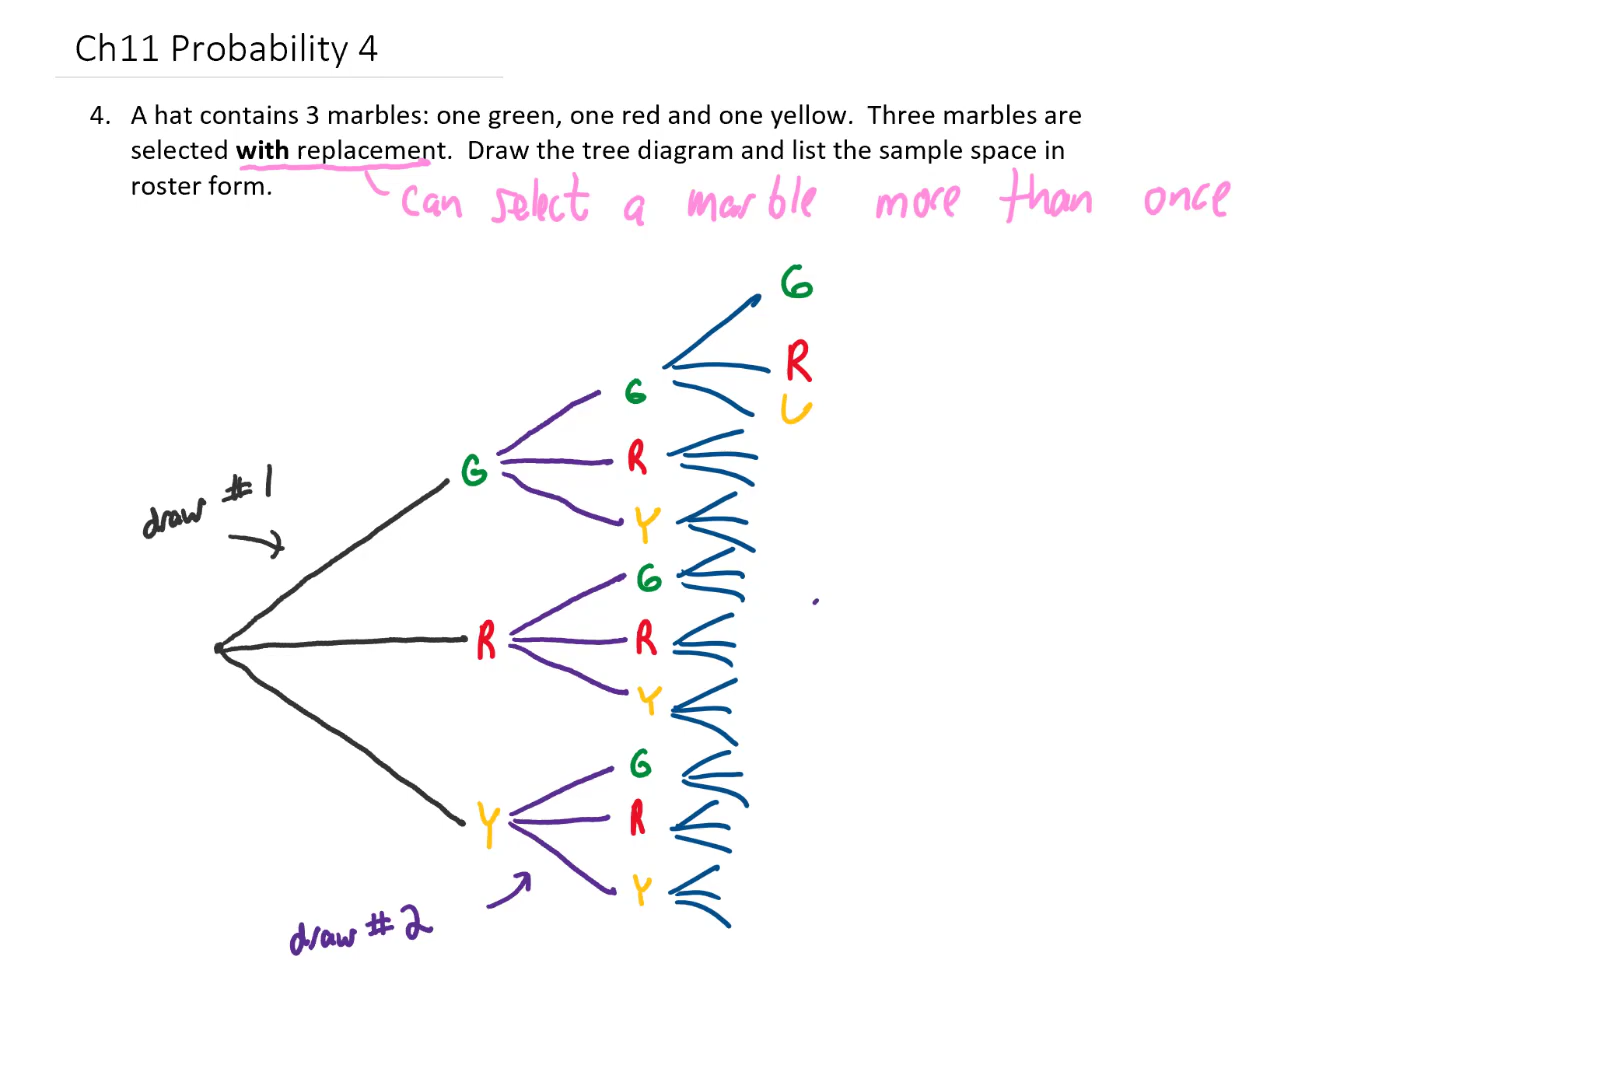 Ch11 Probability 4
4. A hat contains 3 marbles: one green, one red and one yellow. Three marbles are
selected with replacement. Draw the tree diagram and list the sample space in
roster form.
can select a marble more than once
G
R
G
R
G
Y
draw #1
G
R
R
Y
G
Y
R
Y
draw #2